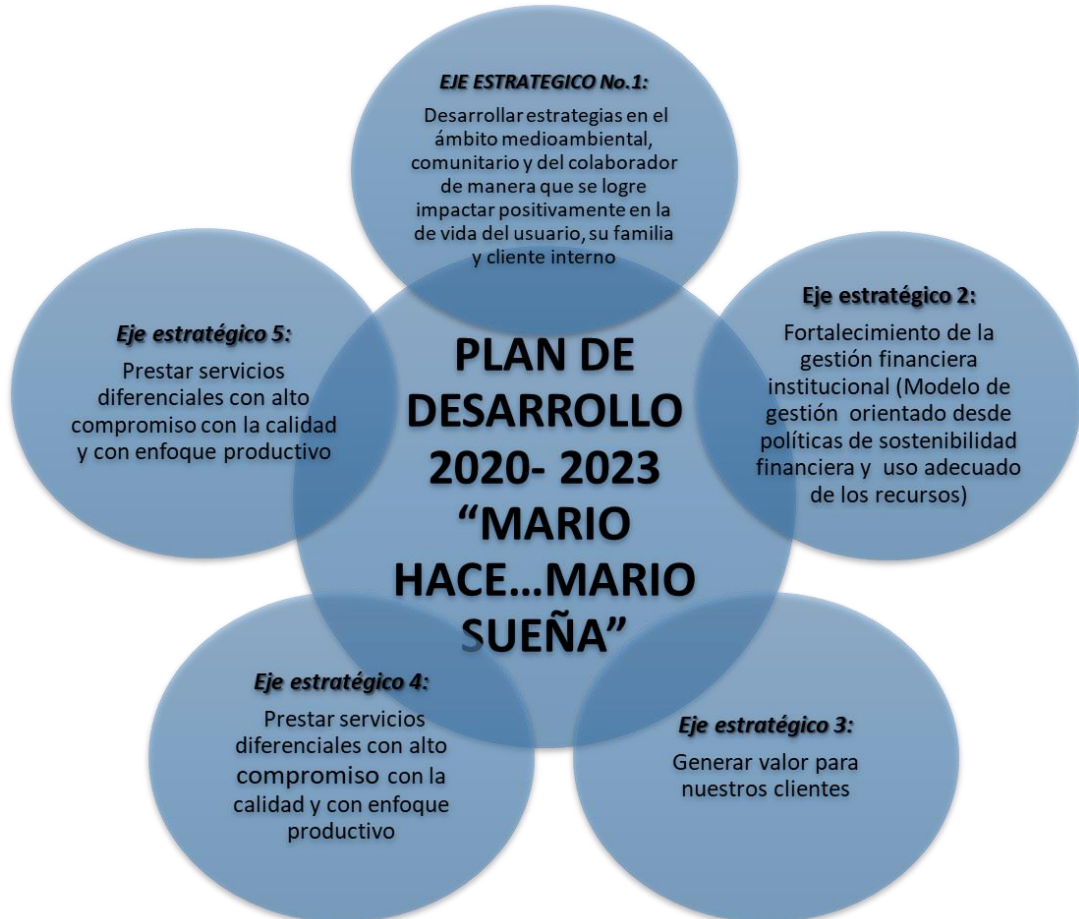 EJE ESTRATEGICO No.1:
Desarrollar estrategias en el
ámbito medioambiental,
comunitario y del colaborador
de manera que se logre
impactar positivamente en la
de vida del usuario, su familia
y cliente interno
Eje estratégico 2:
Fortalecimiento de la
gestión financiera
institucional (Modelo de
gestión orientado desde
políticas de sostenibilidad
financiera y uso adecuado
de los recursos)
Eje estratégico 3:
Generar valor para
nuestros clientes
Eje estratégico 4:
Prestar servicios
diferenciales con alto
compromiso con la
calidad y con enfoque
productivo
Eje estratégico 5:
Prestar servicios
diferenciales con alto
compromiso con la calidad
y con enfoque productivo
PLAN DE
DESARROLLO
2020- 2023
“MARIO
HACE...MARIO
SUEÑA”